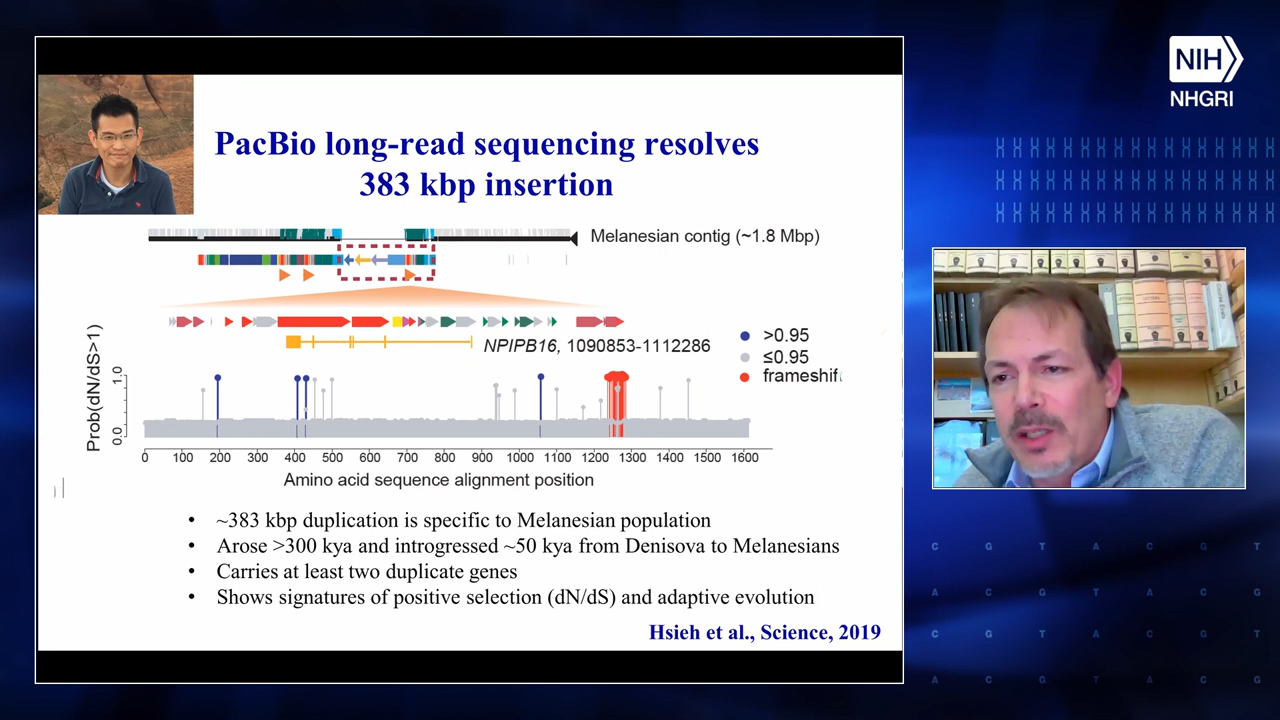 NIH
NHGRI
PacBio long-read sequencing resolves
383 kbp insertion
Melanesian contig (~1.8 Mbp)
NPIPB16, 1090853-1112286
>0.95
≤0.95
frameshif
Prob(dN/dS>1)
1.0
0.0
0 100 200 300 400 500 600 700 800 900 1000 1100 1200 1300 1400 1500 1600
Amino acid sequence alignment position
• ~383 kbp duplication is specific to Melanesian population
• Arose >300 kya and introgressed ~50 kya from Denisova to Melanesians
• Carries at least two duplicate genes
• Shows signatures of positive selection (dN/dS) and adaptive evolution
Hsieh et al., Science, 2019
C G T A C G T
A C G T A C G
C G T A C G T
A C G T A C G